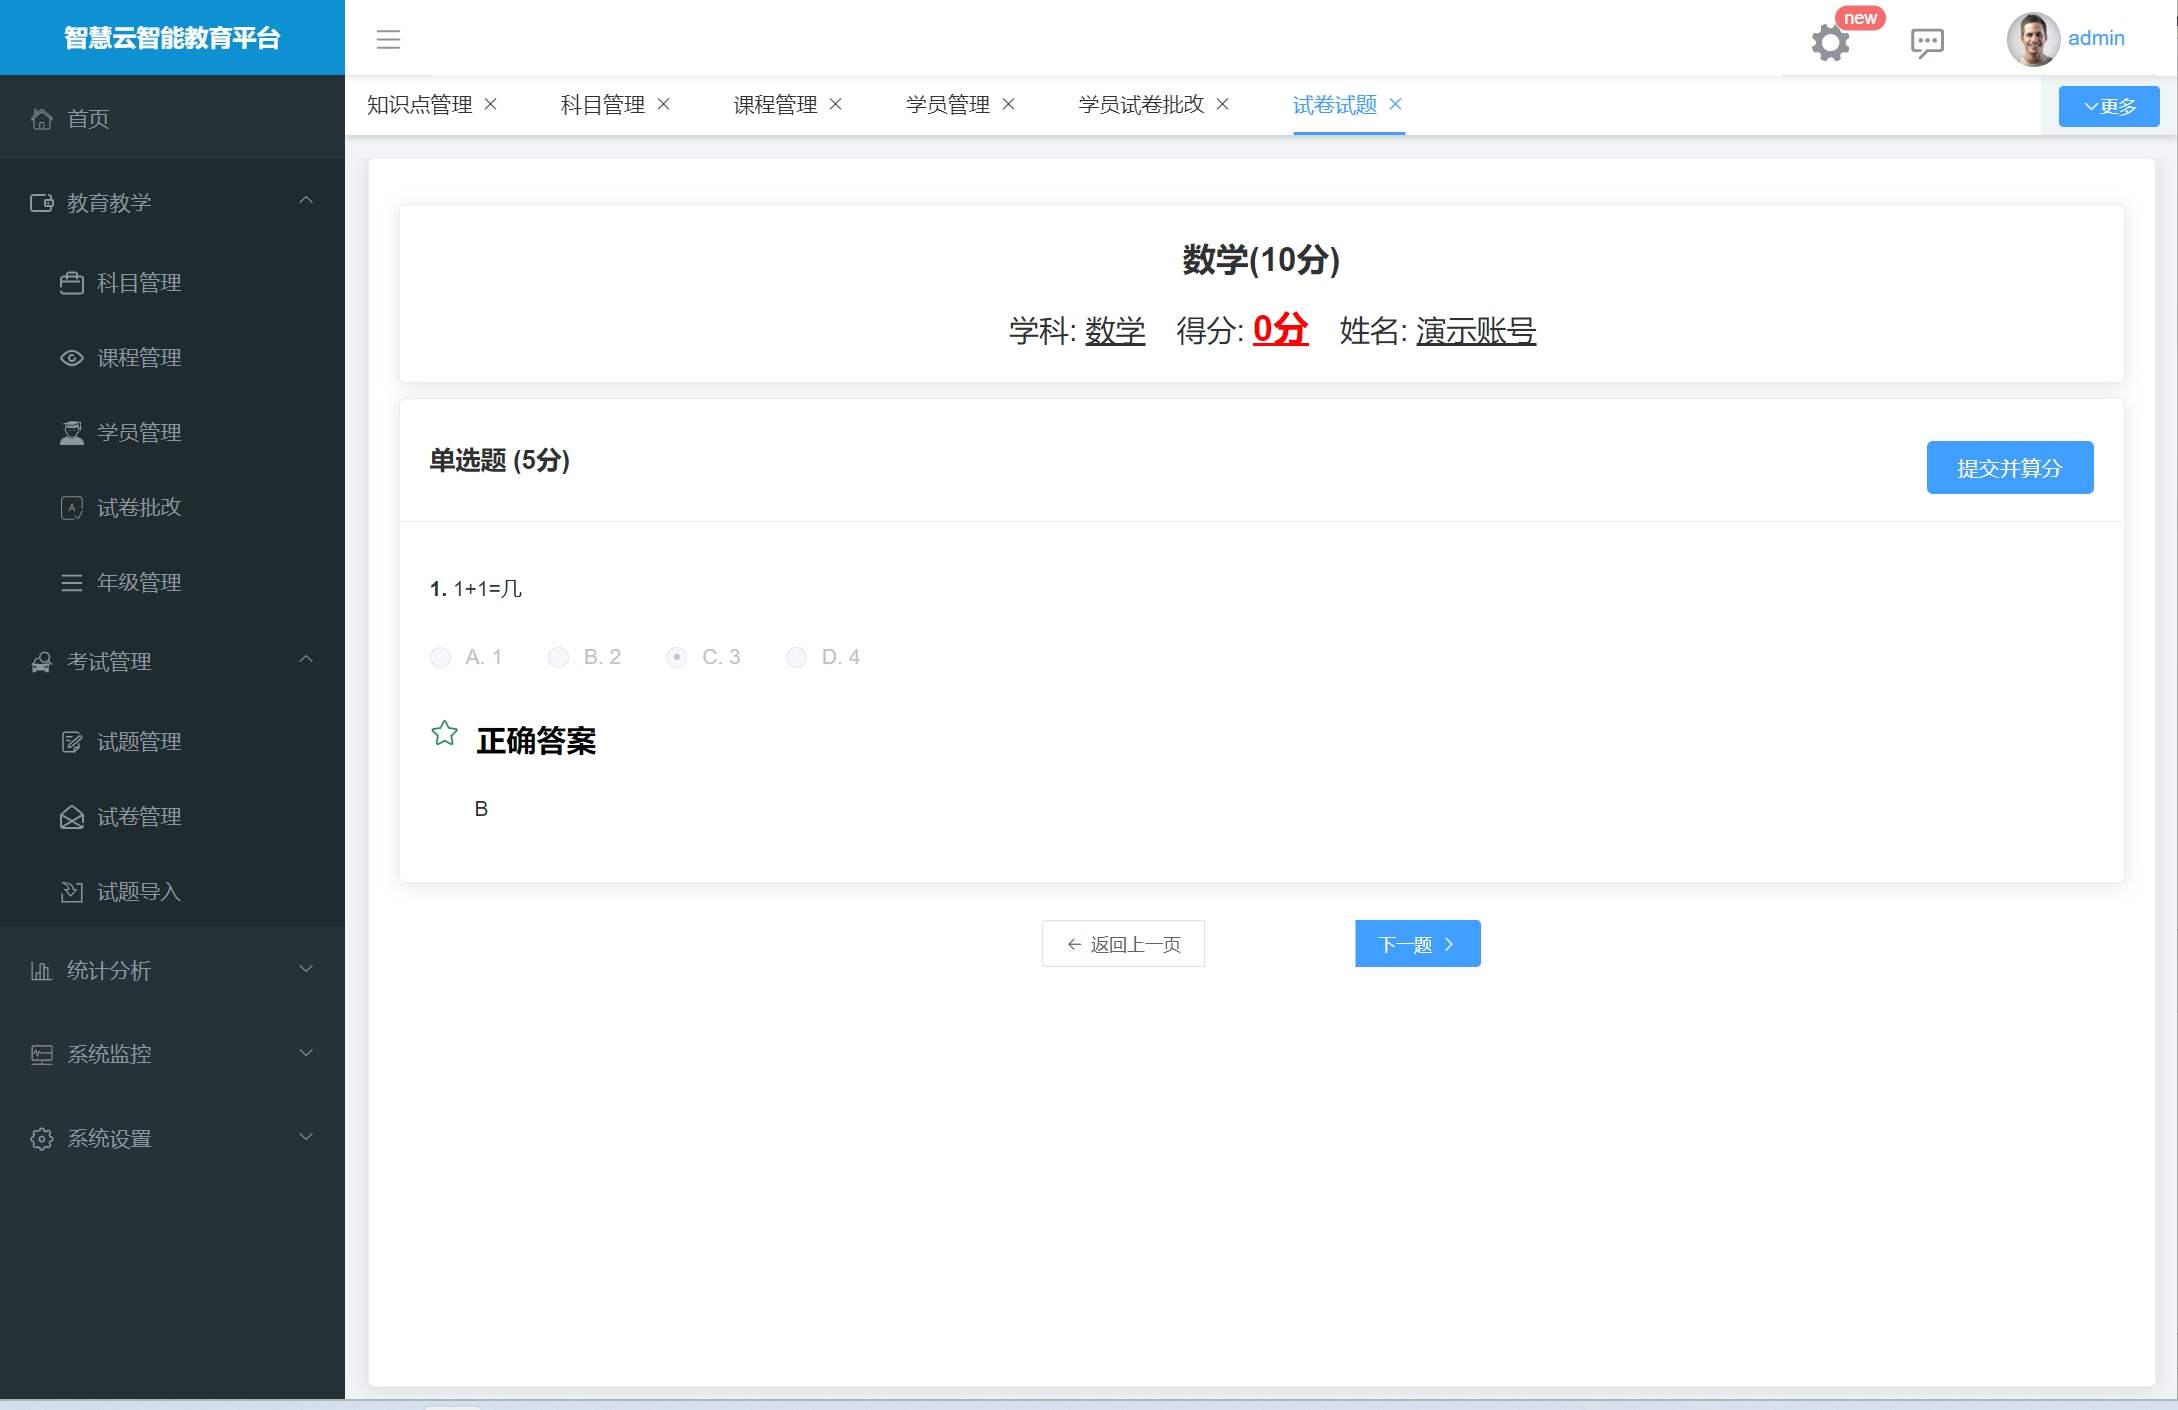 智慧云智能教育平台
new
admin
首页
教育教学
科目管理
课程管理
学员管理
试卷批改
年级管理
考试管理
试题管理
试卷管理
试题导入
统计分析
系统监控
系统设置
知识点管理 科目管理 课程管理 学员管理 学员试卷批改 试卷试题 更多
数学(10分)
学科: 数学 得分: 0分 姓名: 演示账号
单选题 (5分) 提交并算分
1. 1+1=几
A. 1 B. 2 C. 3 D. 4
正确答案
B
返回上一页 下一题